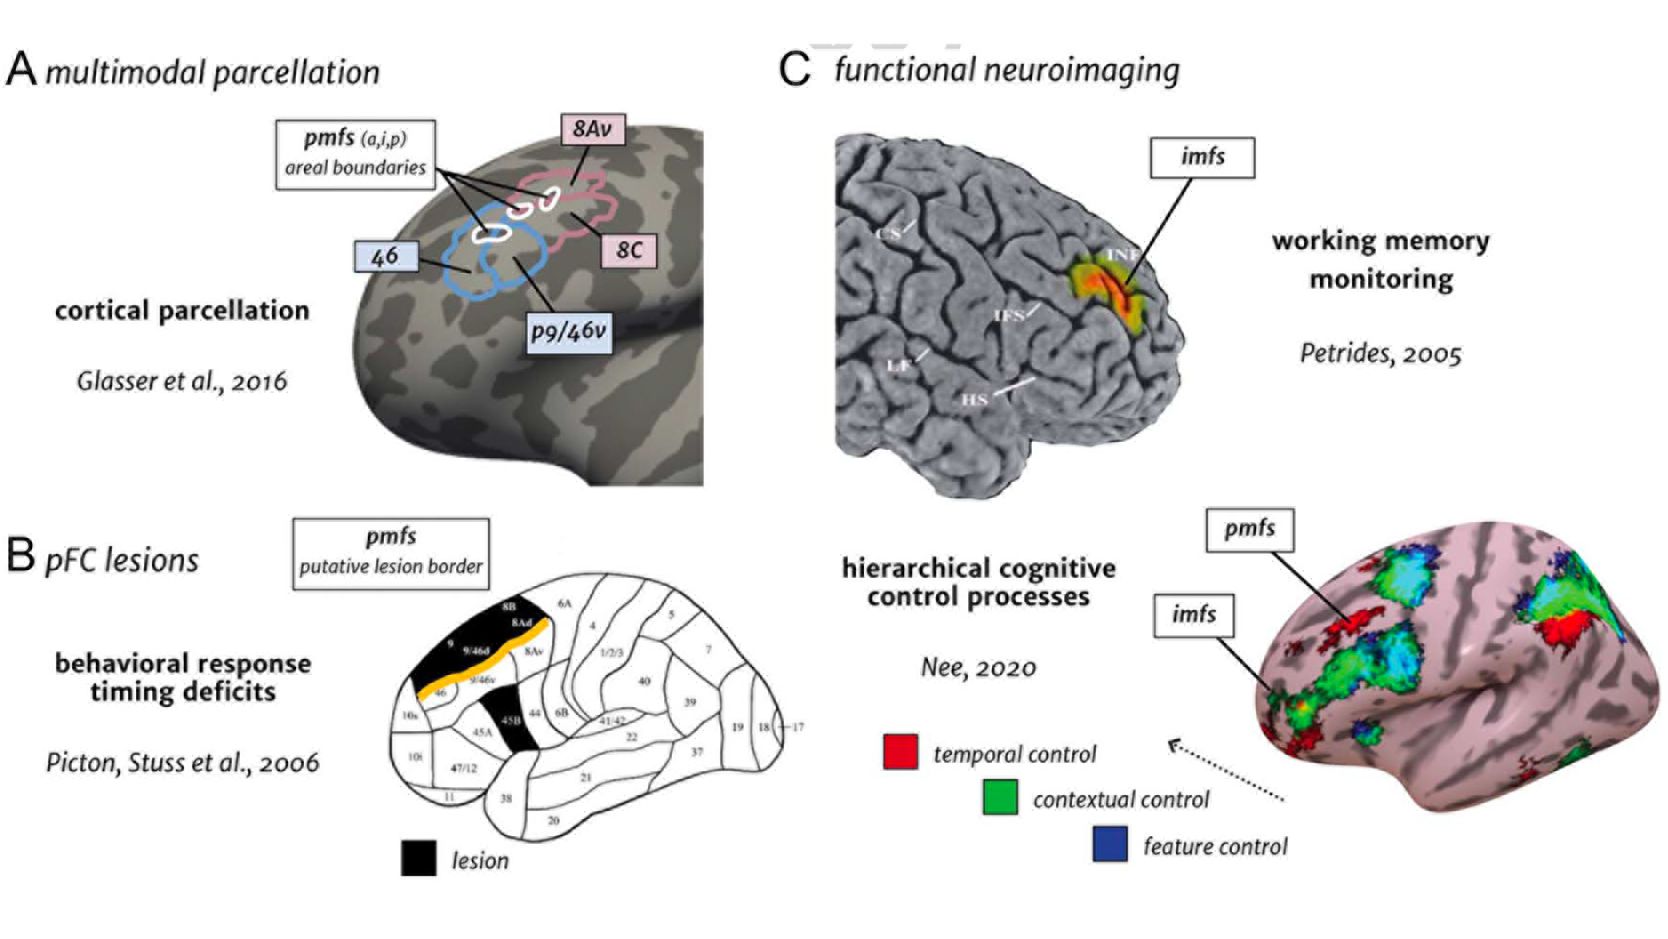 A multimodal parcellation
pmfs (a,i,p)
areal boundaries
8Av
46
8C
p9/46v
cortical parcellation
Glasser et al., 2016
B pFC lesions
pmfs
putative lesion border
behavioral response
timing deficits
Picton, Stuss et al., 2006
8B
6A
8Ad
9
9/46d
8Av
4
5
1/2/3
7
46
9/46v
40
10s
45A
45B
44
6B
41/42
39
19
18
17
22
10i
47/12
37
21
11
38
20
lesion
C functional neuroimaging
imfs
CS
INF
IFS
LF
HS
working memory
monitoring
Petrides, 2005
hierarchical cognitive
control processes
Nee, 2020
pmfs
imfs
temporal control
contextual control
feature control